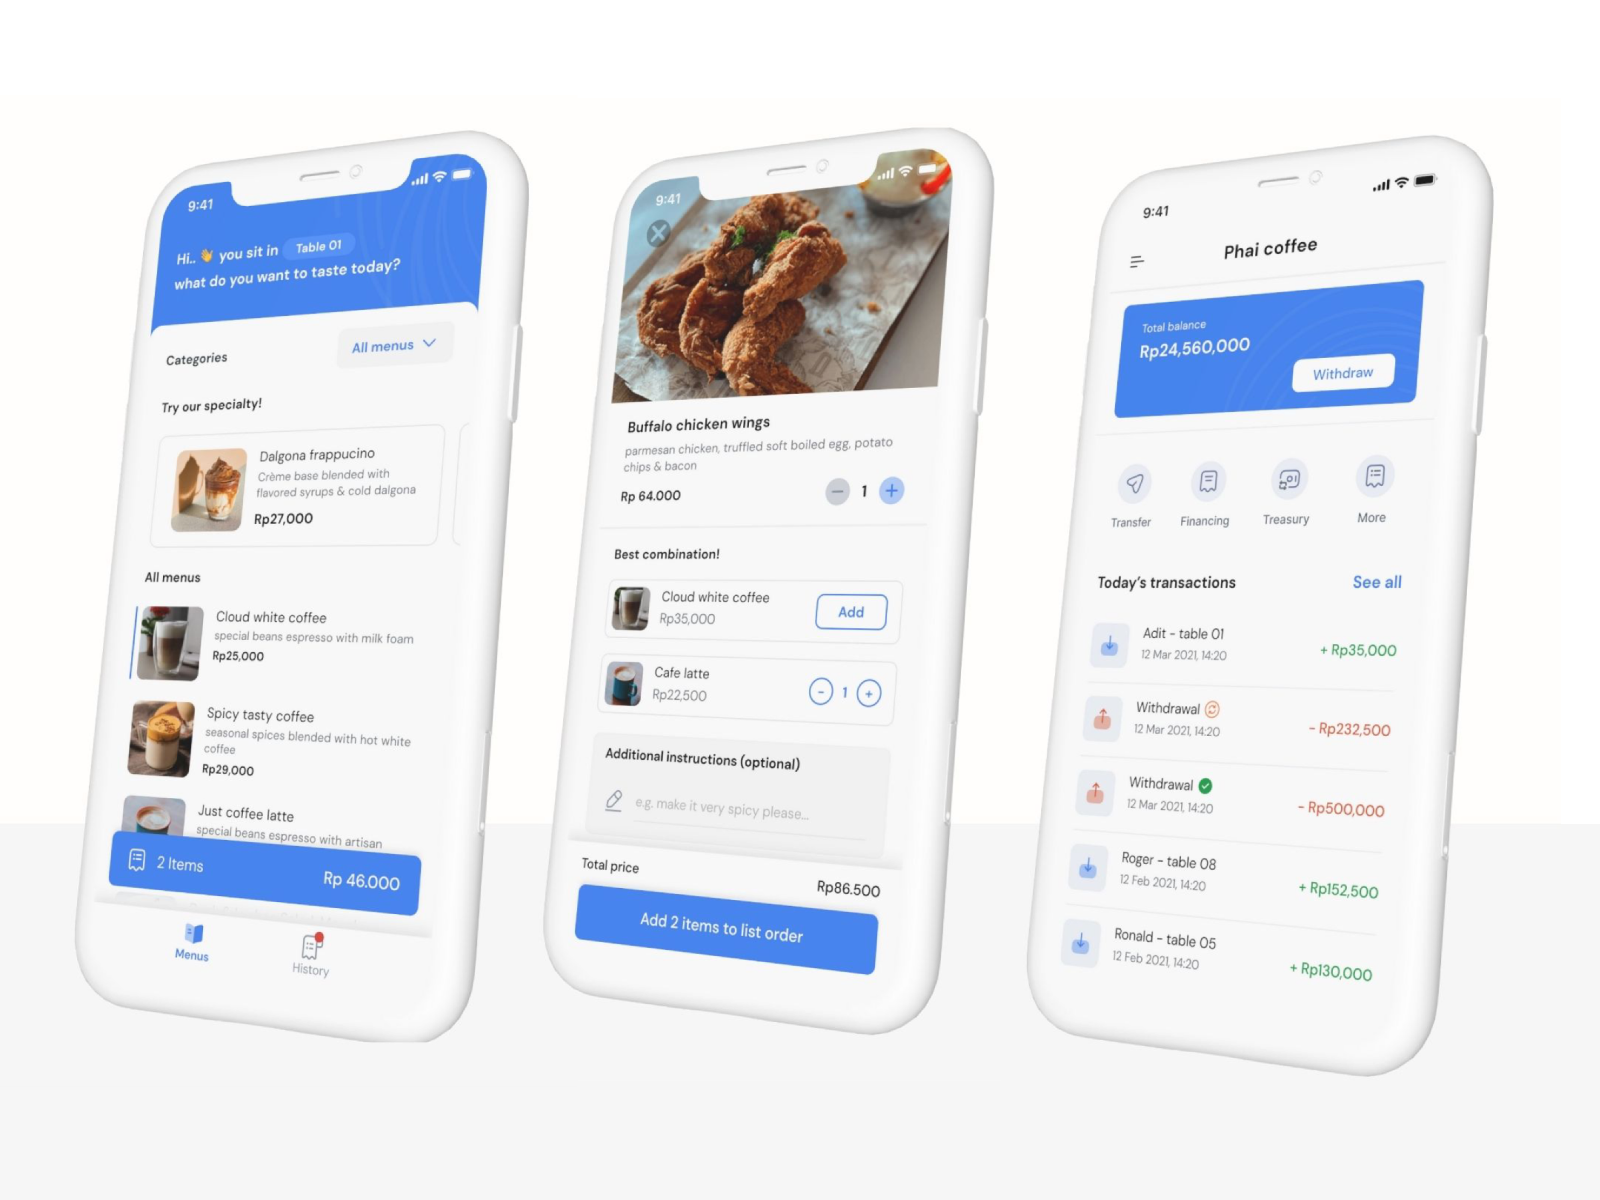 9:41
Hi.. 👋 you sit in Table 01
what do you want to taste today?
Categories
All menus
Try our specialty!
Dalgona frappucino
Crème base blended with
flavored syrups & cold dalgona
Rp27,000
All menus
Cloud white coffee
special beans espresso with milk foam
Rp25,000
Spicy tasty coffee
seasonal spices blended with hot white
coffee
Rp29,000
Just coffee latte
special beans espresso with artisan
2 Items
Rp 46.000
Menus
History
9:41
Buffalo chicken wings
parmesan chicken, truffled soft boiled egg, potato
chips & bacon
Rp 64.000
1
Best combination!
Cloud white coffee
Rp35,000
Add
Cafe latte
Rp22,500
1
Additional instructions (optional)
e.g. make it very spicy please...
Total price
Rp86.500
Add 2 items to list order
9:41
Phai coffee
Total balance
Rp24,560,000
Withdraw
Transfer
Financing
Treasury
More
Today's transactions
See all
Adit - table 01
12 Mar 2021, 14:20
+ Rp35,000
Withdrawal
12 Mar 2021, 14:20
- Rp232,500
Withdrawal
12 Mar 2021, 14:20
- Rp500,000
Roger - table 08
12 Feb 2021, 14:20
+ Rp152,500
Ronald - table 05
12 Feb 2021, 14:20
+ Rp130,000